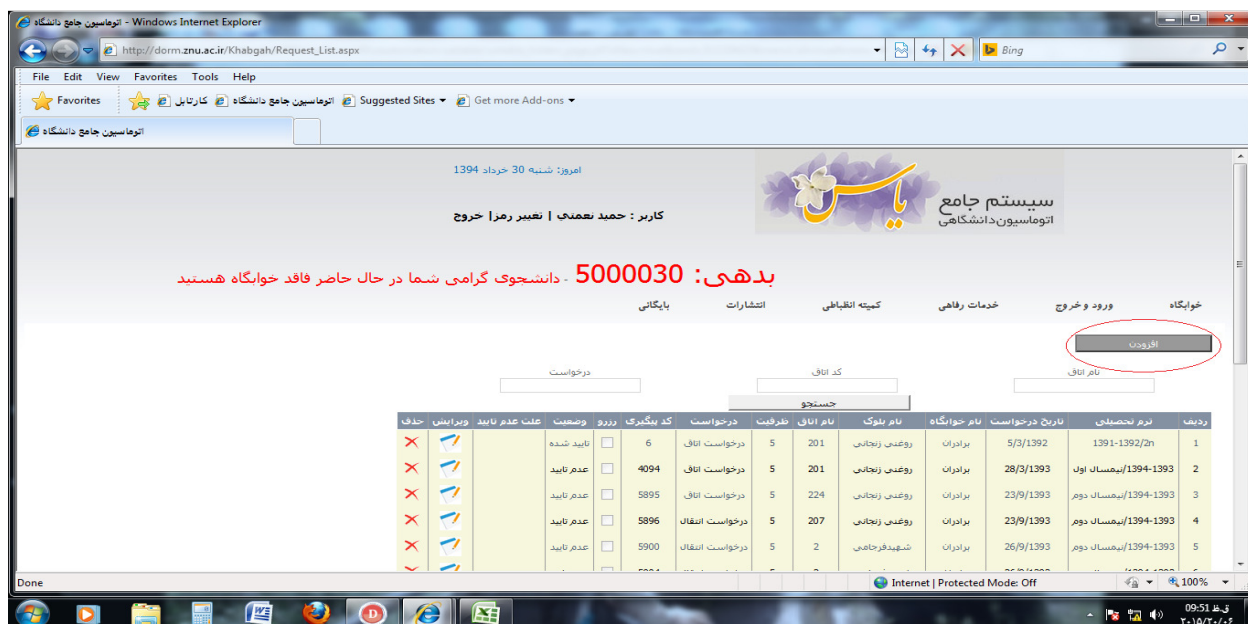 اتوماسیون جامع دانشگاه - Windows Internet Explorer
http://dorm.znu.ac.ir/Khabgah/Request_List.aspx
Bing
File Edit View Favorites Tools Help
Favorites کارتابل اتوماسیون جامع دانشگاه Suggested Sites Get more Add-ons
اتوماسیون جامع دانشگاه
امروز: شنبه 30 خرداد 1394
یاس
سیستم جامع
اتوماسیون‌دانشگاهی
کاربر : حمید نعمتي | تغییر رمز| خروج
بدهی: 5000030 - دانشجوی گرامی شما در حال حاضر فاقد خوابگاه هستید
خوابگاه ورود و خروج خدمات رفاهی کمیته انظباطی انتشارات بایگانی
افزودن
نام اتاق کد اتاق درخواست
جستجو
ردیف ترم تحصیلی تاریخ درخواست نام خوابگاه نام بلوک نام اتاق ظرفیت درخواست کد پیگیری رزرو وضعیت علت عدم تایید ویرایش حذف
1 1391-1392/2n 5/3/1392 برادران روغنی زنجانی 201 5 درخواست اتاق 6 تایید شده
2 1393-1394/نیمسال اول 28/3/1393 برادران روغنی زنجانی 201 5 درخواست اتاق 4094 عدم تایید
3 1393-1394/نیمسال دوم 23/9/1393 برادران روغنی زنجانی 224 5 درخواست اتاق 5895 عدم تایید
4 1393-1394/نیمسال دوم 23/9/1393 برادران روغنی زنجانی 207 5 درخواست انتقال 5896 عدم تایید
5 1393-1394/نیمسال دوم 26/9/1393 برادران شهیدفرجامی 2 5 درخواست انتقال 5900 عدم تایید
Done Internet | Protected Mode: Off 100%
09:51 ق.ظ